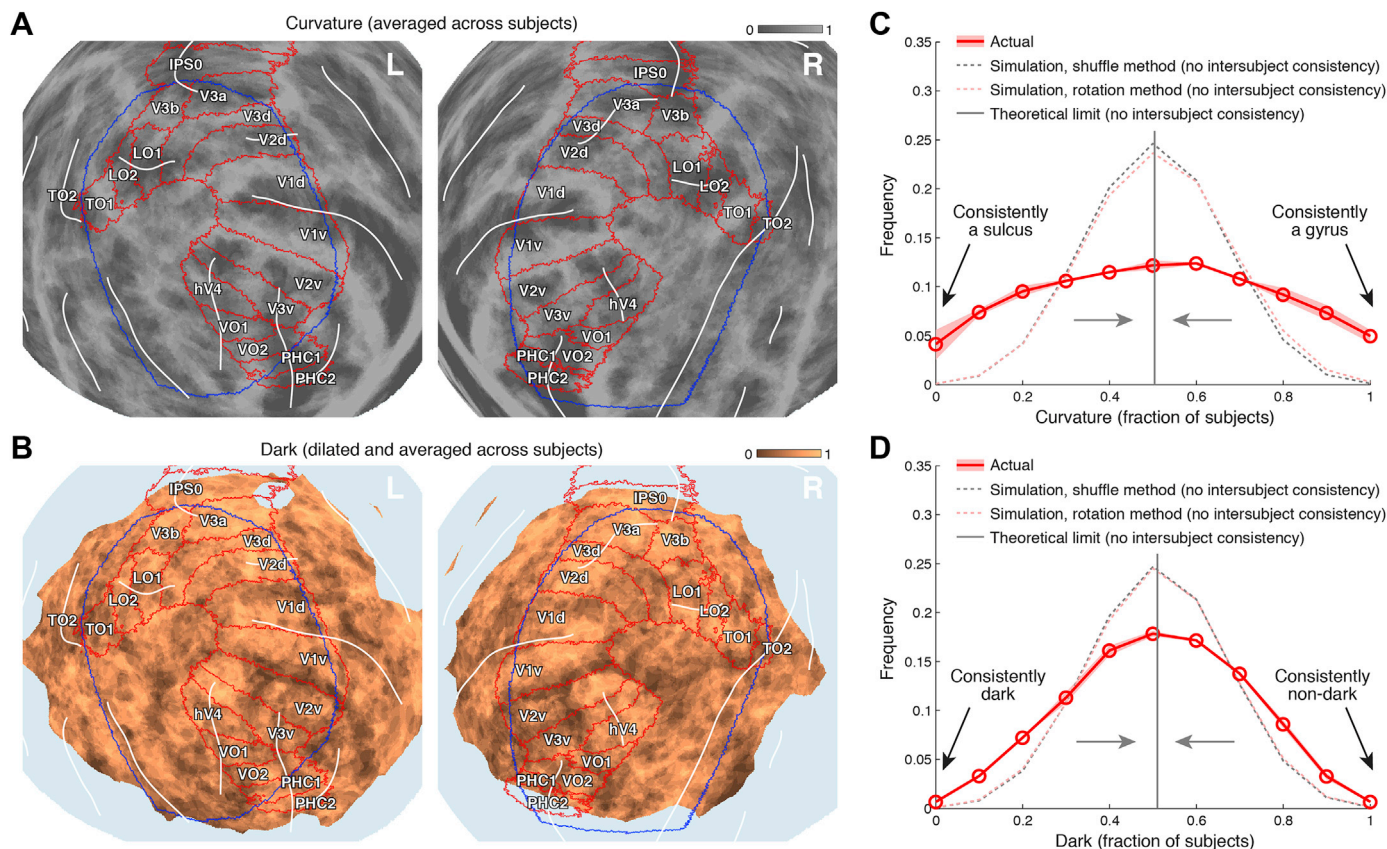 A
Curvature (averaged across subjects)
0 1
L
IPS0
V3a
V3b
V3d
V2d
LO1
LO2
V1d
TO2
TO1
V1v
V2v
hV4
V3v
VO1
VO2
PHC1
PHC2
R
IPS0
V3a
V3b
V3d
V2d
LO1
LO2
V1d
TO1
TO2
V1v
V2v
hV4
V3v
VO1
PHC1 VO2
PHC2
B
Dark (dilated and averaged across subjects)
0 1
L
IPS0
V3a
V3b
V3d
V2d
LO1
LO2
V1d
TO2
TO1
V1v
V2v
hV4
V3v
VO1
VO2
PHC1
PHC2
R
IPS0
V3a
V3b
V3d
V2d
LO1
LO2
V1d
TO1
TO2
V1v
V2v
hV4
V3v
VO1
PHC1 VO2
PHC2
C
Actual
Simulation, shuffle method (no intersubject consistency)
Simulation, rotation method (no intersubject consistency)
Theoretical limit (no intersubject consistency)
0.35
0.3
0.25
0.2
0.15
0.1
0.05
0
Frequency
Consistently
a sulcus
Consistently
a gyrus
0 0.2 0.4 0.6 0.8 1
Curvature (fraction of subjects)
D
Actual
Simulation, shuffle method (no intersubject consistency)
Simulation, rotation method (no intersubject consistency)
Theoretical limit (no intersubject consistency)
0.35
0.3
0.25
0.2
0.15
0.1
0.05
0
Frequency
Consistently
dark
Consistently
non-dark
0 0.2 0.4 0.6 0.8 1
Dark (fraction of subjects)